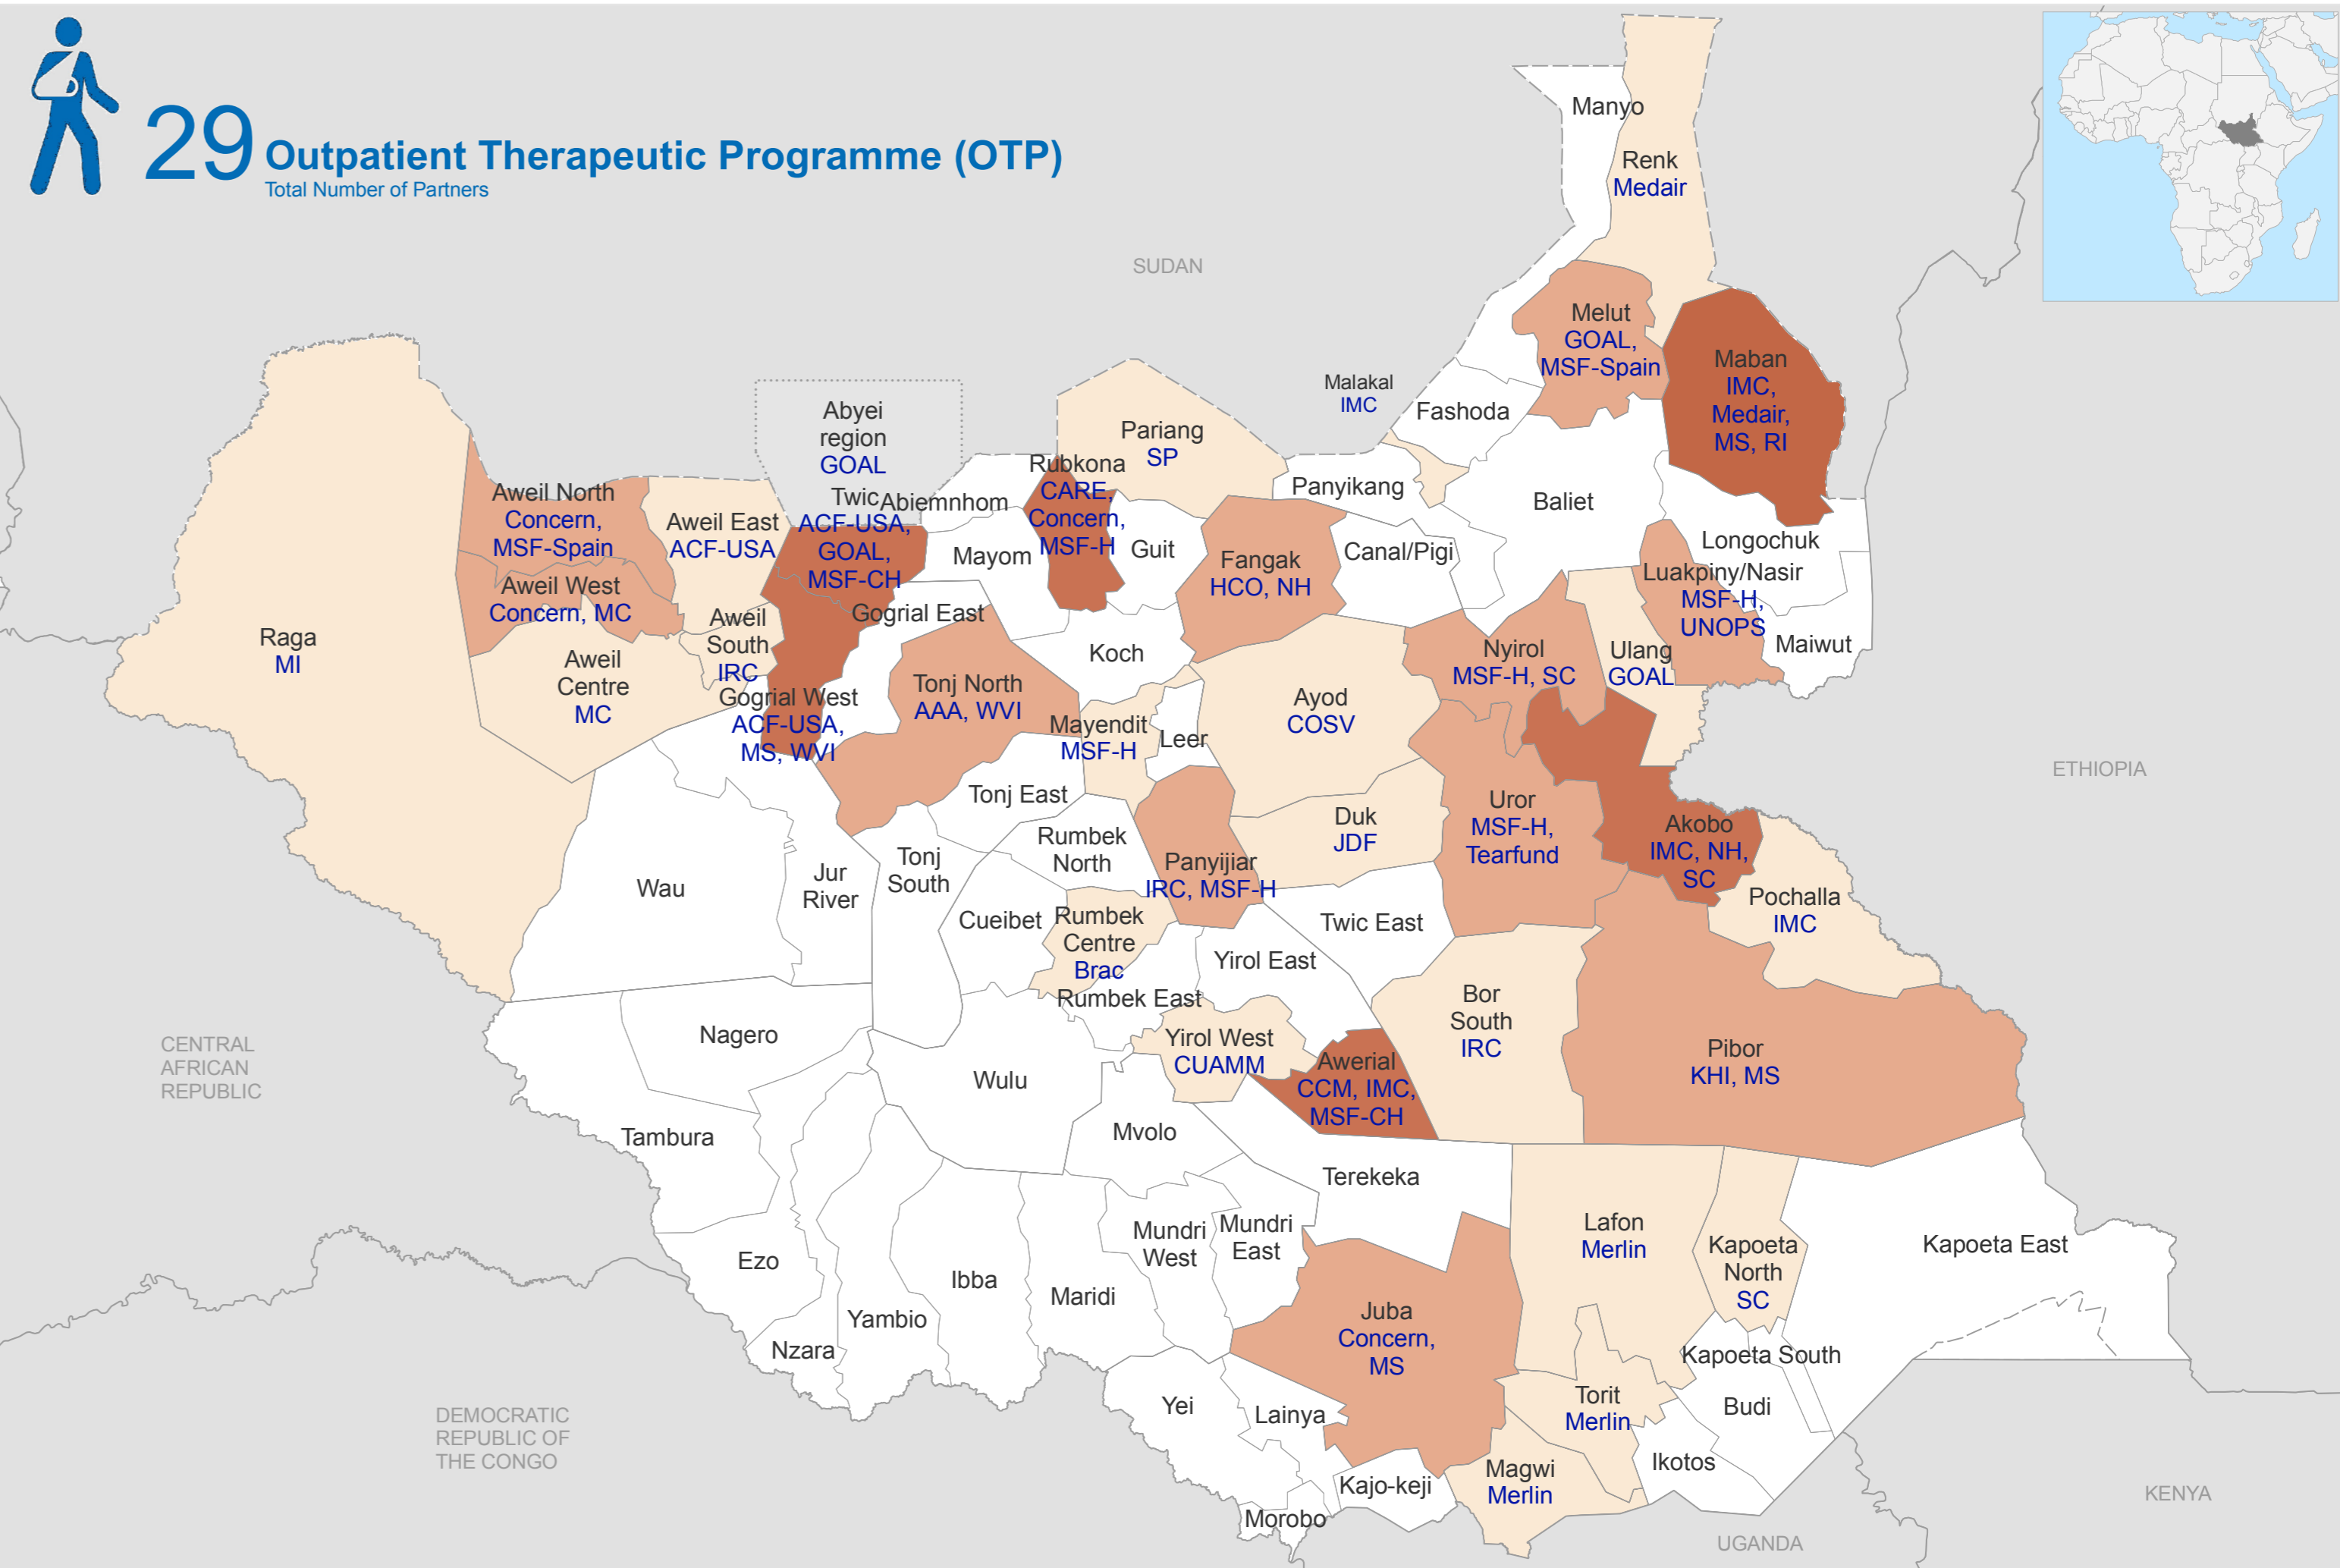 29 Outpatient Therapeutic Programme (OTP)
Total Number of Partners
SUDAN
Manyo
Renk
Medair
Melut
GOAL,
MSF-Spain
Maban
IMC,
Medair,
MS, RI
Malakal
IMC
Fashoda
Abyei
region
GOAL
Pariang
SP
Rubkona
CARE,
Concern,
MSF-H
Panyikang
Baliet
Aweil North
Concern,
MSF-Spain
Aweil East
ACF-USA
Twic
ACF-USA,
GOAL,
MSF-CH
Abiemnhom
Mayom
Guit
Fangak
HCO, NH
Canal/Pigi
Longochuk
Luakpiny/Nasir
MSF-H,
UNOPS
Maiwut
Aweil West
Concern, MC
Aweil
South
IRC
Gogrial East
Raga
MI
Aweil
Centre
MC
Gogrial West
ACF-USA,
MS, WVI
Tonj North
AAA, WVI
Koch
Mayendit
MSF-H
Leer
Ayod
COSV
Nyirol
MSF-H, SC
Ulang
GOAL
ETHIOPIA
Tonj East
Rumbek
North
Panyijiar
IRC, MSF-H
Duk
JDF
Uror
MSF-H,
Tearfund
Akobo
IMC, NH,
SC
Pochalla
IMC
Wau
Jur
River
Tonj
South
Cueibet
Rumbek
Centre
Brac
Twic East
Yirol East
Rumbek East
Bor
South
IRC
Pibor
KHI, MS
CENTRAL
AFRICAN
REPUBLIC
Nagero
Wulu
Yirol West
CUAMM
Awerial
CCM, IMC,
MSF-CH
Tambura
Mvolo
Terekeka
Mundri
West
Mundri
East
Lafon
Merlin
Kapoeta
North
SC
Kapoeta East
Ezo
Ibba
Maridi
Yambio
Nzara
Juba
Concern,
MS
Kapoeta South
Budi
Torit
Merlin
Yei
Lainya
DEMOCRATIC
REPUBLIC OF
THE CONGO
Ikotos
Magwi
Merlin
Kajo-keji
Morobo
KENYA
UGANDA